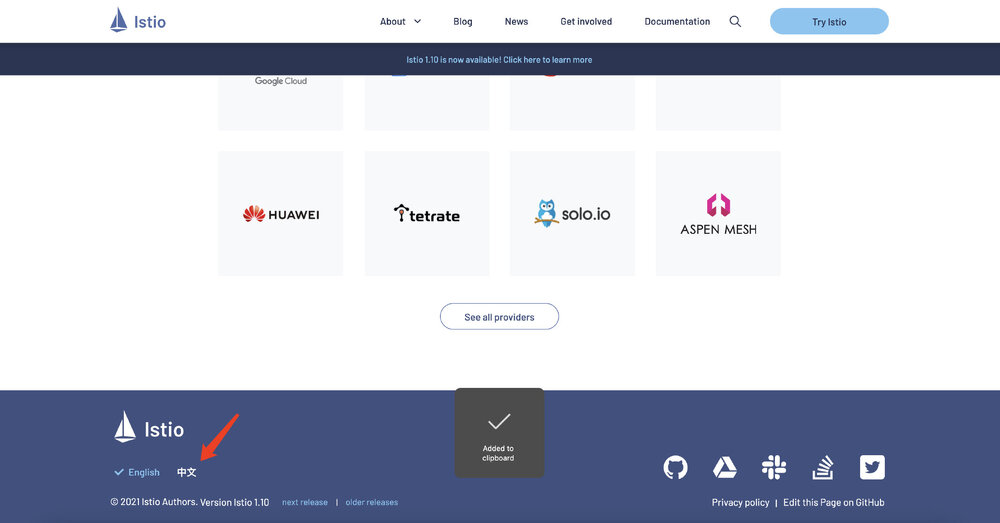 Istio
About
Blog
News
Get involved
Documentation
Try Istio
Istio 1.10 is now available! Click here to learn more
Google Cloud
HUAWEI
tetrate
solo.io
ASPEN MESH
See all providers
Istio
Added to
clipboard
English
中文
© 2021 Istio Authors. Version Istio 1.10
next release | older releases
Privacy policy | Edit this Page on GitHub